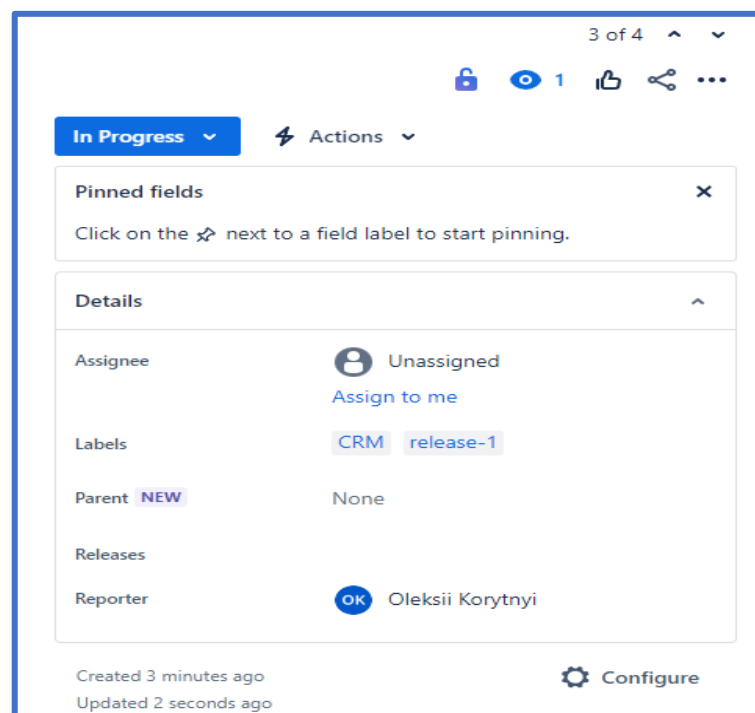 3 of 4
1
In Progress Actions
Pinned fields
Click on the next to a field label to start pinning.
Details
Assignee Unassigned
Assign to me
Labels CRM release-1
Parent NEW None
Releases
Reporter OK Oleksii Korytnyi
Created 3 minutes ago Configure
Updated 2 seconds ago